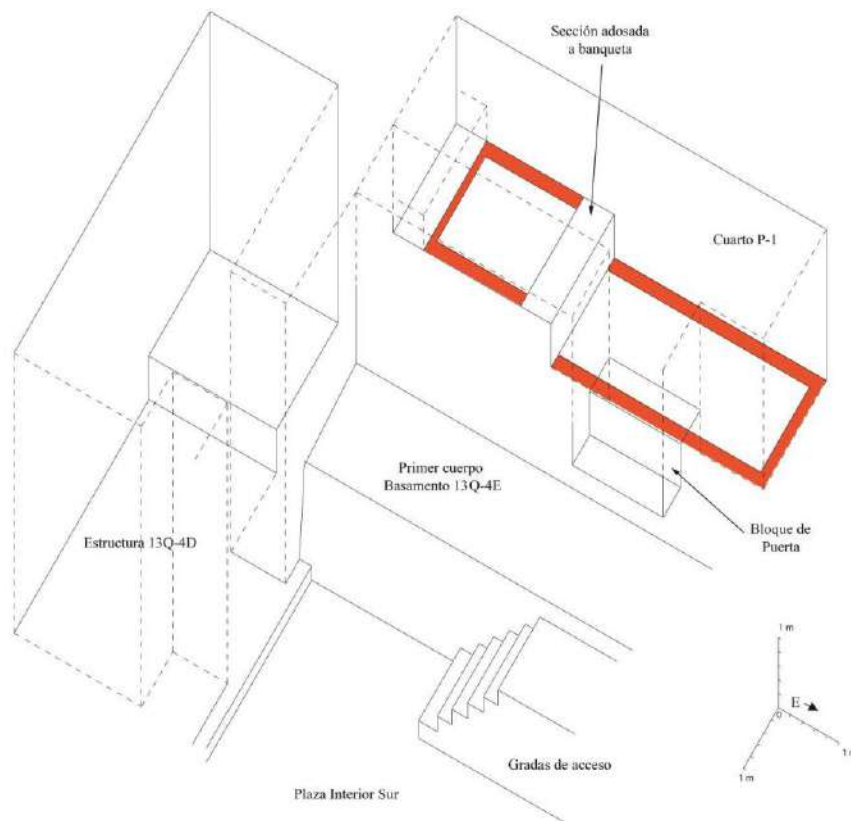 Sección adosada
a banqueta
Cuarto P-1
Primer cuerpo
Basamento 13Q-4E
Estructura 13Q-4D
Bloque de
Puerta
Gradas de acceso
Plaza Interior Sur
1 m
E
0
1 m